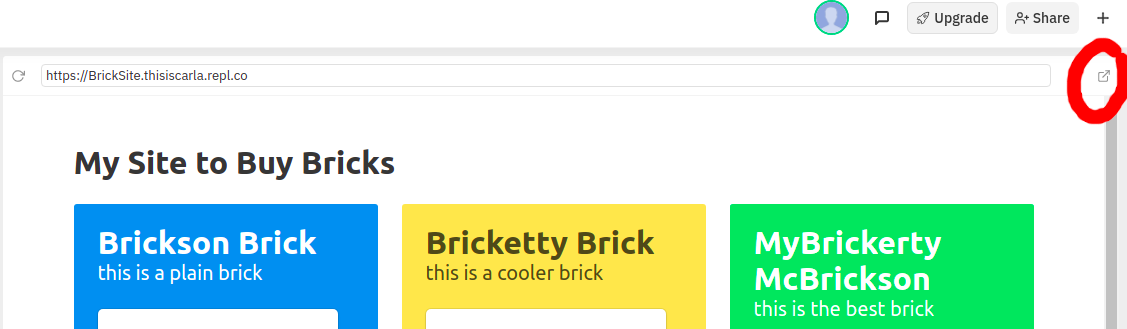 Upgrade Share
https://BrickSite.thisiscarla.repl.co
My Site to Buy Bricks
Brickson Brick
this is a plain brick
Bricketty Brick
this is a cooler brick
MyBrickerty
McBrickson
this is the best brick